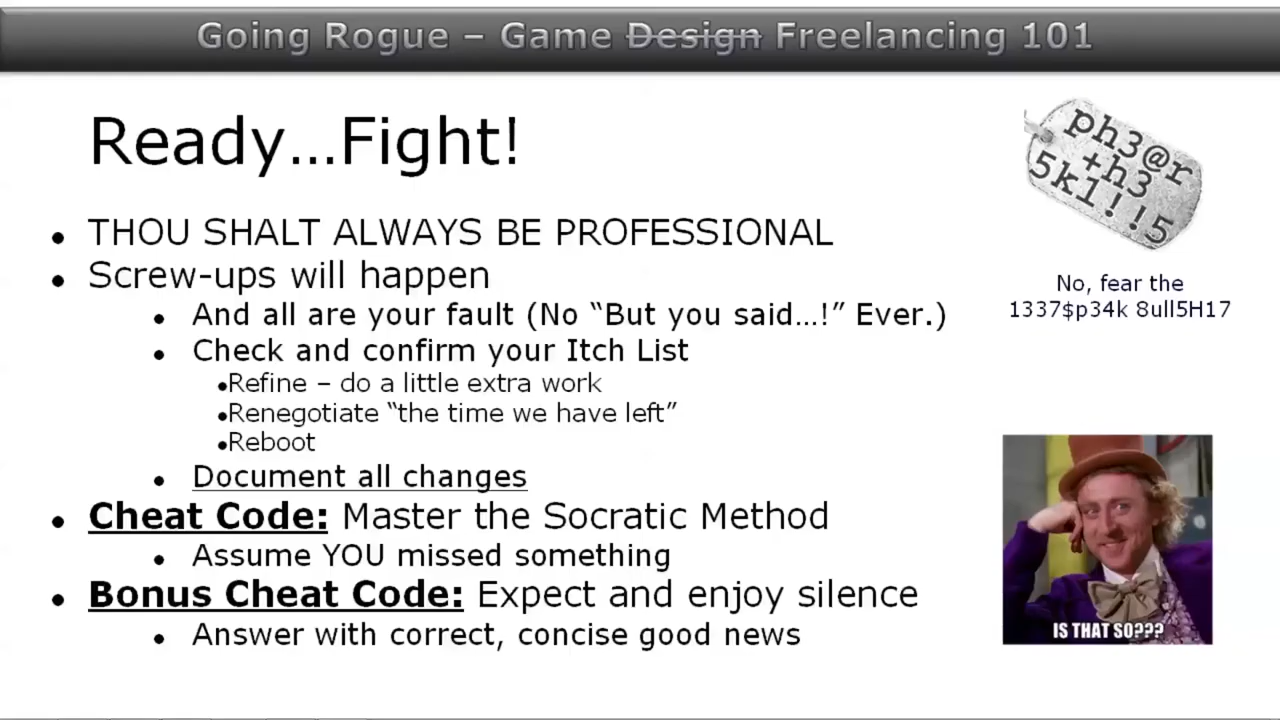 Going Rogue – Game Design Freelancing 101
Ready...Fight!
ph3@r
+h3
5k1!!5
No, fear the
1337$p34k 8ull5H17
• THOU SHALT ALWAYS BE PROFESSIONAL
• Screw-ups will happen
• And all are your fault (No “But you said...!” Ever.)
• Check and confirm your Itch List
•Refine – do a little extra work
•Renegotiate “the time we have left”
•Reboot
• Document all changes
• Cheat Code: Master the Socratic Method
• Assume YOU missed something
• Bonus Cheat Code: Expect and enjoy silence
• Answer with correct, concise good news
IS THAT SO???